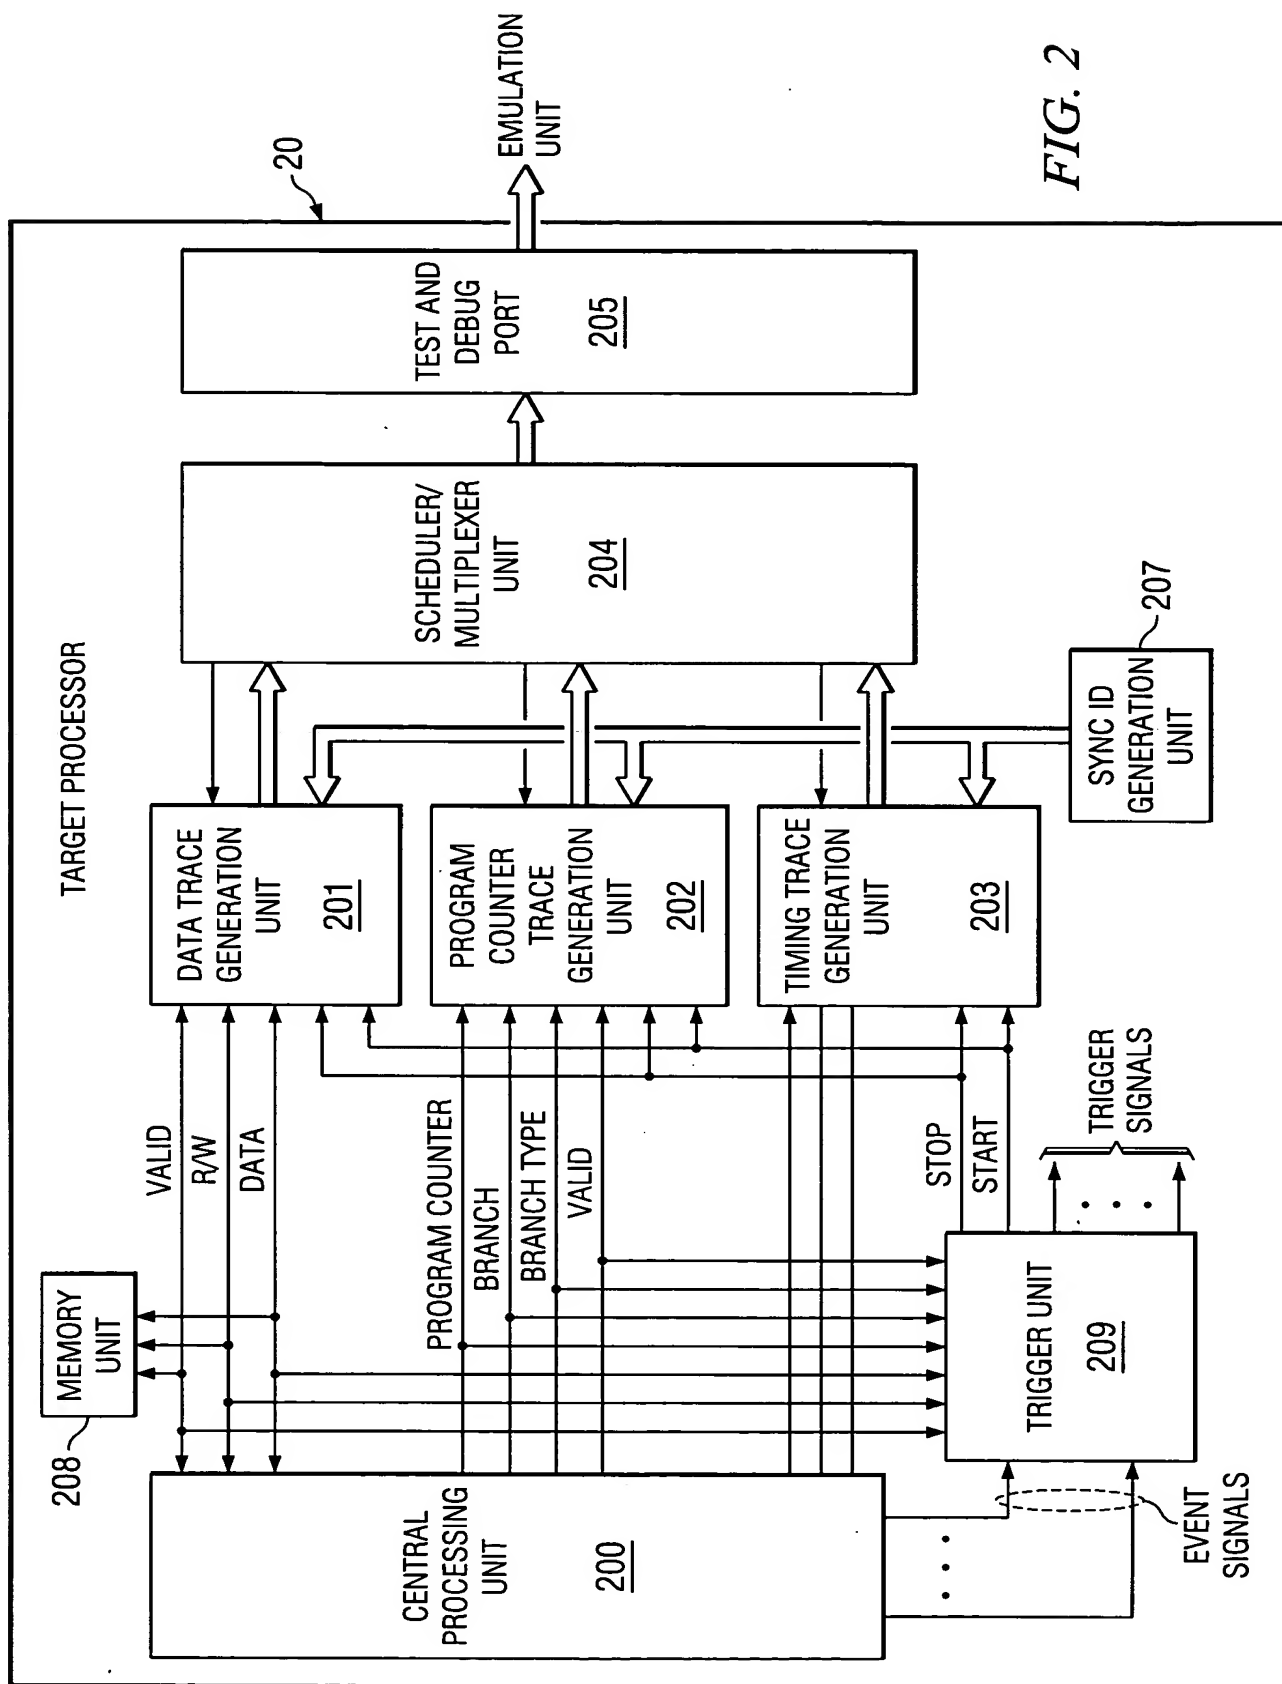 TARGET PROCESSOR
20
208
MEMORY
UNIT
CENTRAL
PROCESSING
UNIT
200
VALID
R/W
DATA
PROGRAM COUNTER
BRANCH
BRANCH TYPE
VALID
DATA TRACE
GENERATION
UNIT
201
PROGRAM
COUNTER
TRACE
GENERATION
UNIT
202
TIMING TRACE
GENERATION
UNIT
203
SCHEDULER/
MULTIPLEXER
UNIT
204
TEST AND
DEBUG
PORT
205
EMULATION
UNIT
STOP
START
TRIGGER UNIT
209
TRIGGER
SIGNALS
EVENT
SIGNALS
SYNC ID
GENERATION
UNIT
207
FIG. 2